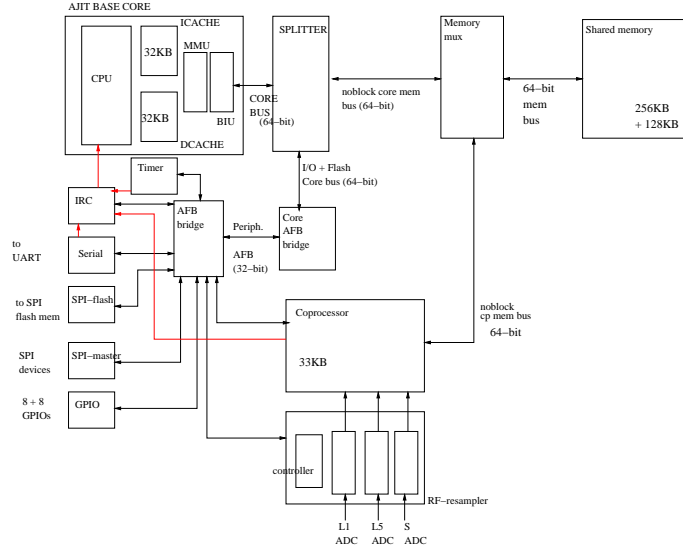 AJIT BASE CORE
ICACHE
CPU
32KB
MMU
32KB
BIU
DCACHE
CORE
BUS
(64-bit)
SPLITTER
noblock core mem
bus (64-bit)
Memory
mux
64-bit
mem
bus
Shared memory
256KB
+ 128KB
Timer
I/O + Flash
Core bus (64-bit)
IRC
AFB
bridge
Periph.
AFB
(32-bit)
Core
AFB
bridge
to
UART
Serial
to SPI
flash mem
SPI-flash
SPI
devices
SPI-master
8 + 8
GPIOs
GPIO
Coprocessor
33KB
noblock
cp mem bus
64-bit
controller
RF-resampler
L1
ADC
L5
ADC
S
ADC